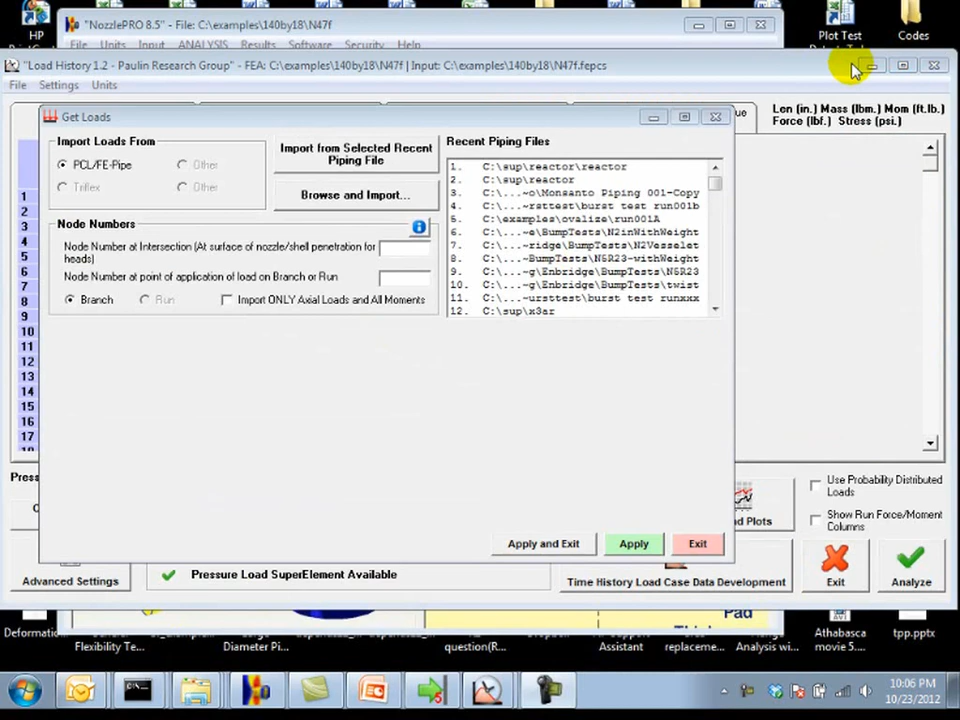 HP
"NozzlePRO 8.5" - File: C:\examples\140by18\N47f
File Units Input ANALYSIS Results Software Security Help
Plot Test
Codes
"Load History 1.2 - Paulin Research Group" - FEA: C:\examples\140by18\N47f | Input: C:\examples\140by18\N47f.fepcs
File Settings Units
Len (in.) Mass (lbm.) Mom (ft.lb.)
Force (lbf.) Stress (psi.)
Get Loads
Import Loads From
PCL/FE-Pipe Other
Triflex Other
Import from Selected Recent
Piping File
Browse and Import...
Recent Piping Files
1. C:\sup\reactor\reactor
2. C:\sup\reactor
3. C:\...~o\Monsanto Piping 001-Copy
4. C:\...~rsttest\burst test run001b
5. C:\examples\ovalize\run001A
6. C:\...~e\BumpTests\N2inWithWeight
7. C:\...~ridge\BumpTests\N2Vesselet
8. C:\...~BumpTests\N5R23-withWeight
9. C:\...~g\Enbridge\BumpTests\N5R23
10. C:\...~g\Enbridge\BumpTests\twist
11. C:\...~ursttest\burst test runxxx
12. C:\sup\x3ar
Node Numbers
Node Number at Intersection (At surface of nozzle/shell penetration for
heads)
Node Number at point of application of load on Branch or Run
Branch Run Import ONLY Axial Loads and All Moments
1
2
3
4
5
6
7
8
9
10
11
12
13
14
15
16
17
Apply and Exit Apply Exit
Use Probability Distributed
Loads
Show Run Force/Moment
Columns
Advanced Settings
Pressure Load SuperElement Available
Time History Load Case Data Development
Exit
Analyze
Pad
Flexibility Te...
Diameter Pi...
question(R...
Assistant
replaceme...
Analysis wi...
Athabasca
movie 5....
tpp.pptx
10:06 PM
10/23/2012